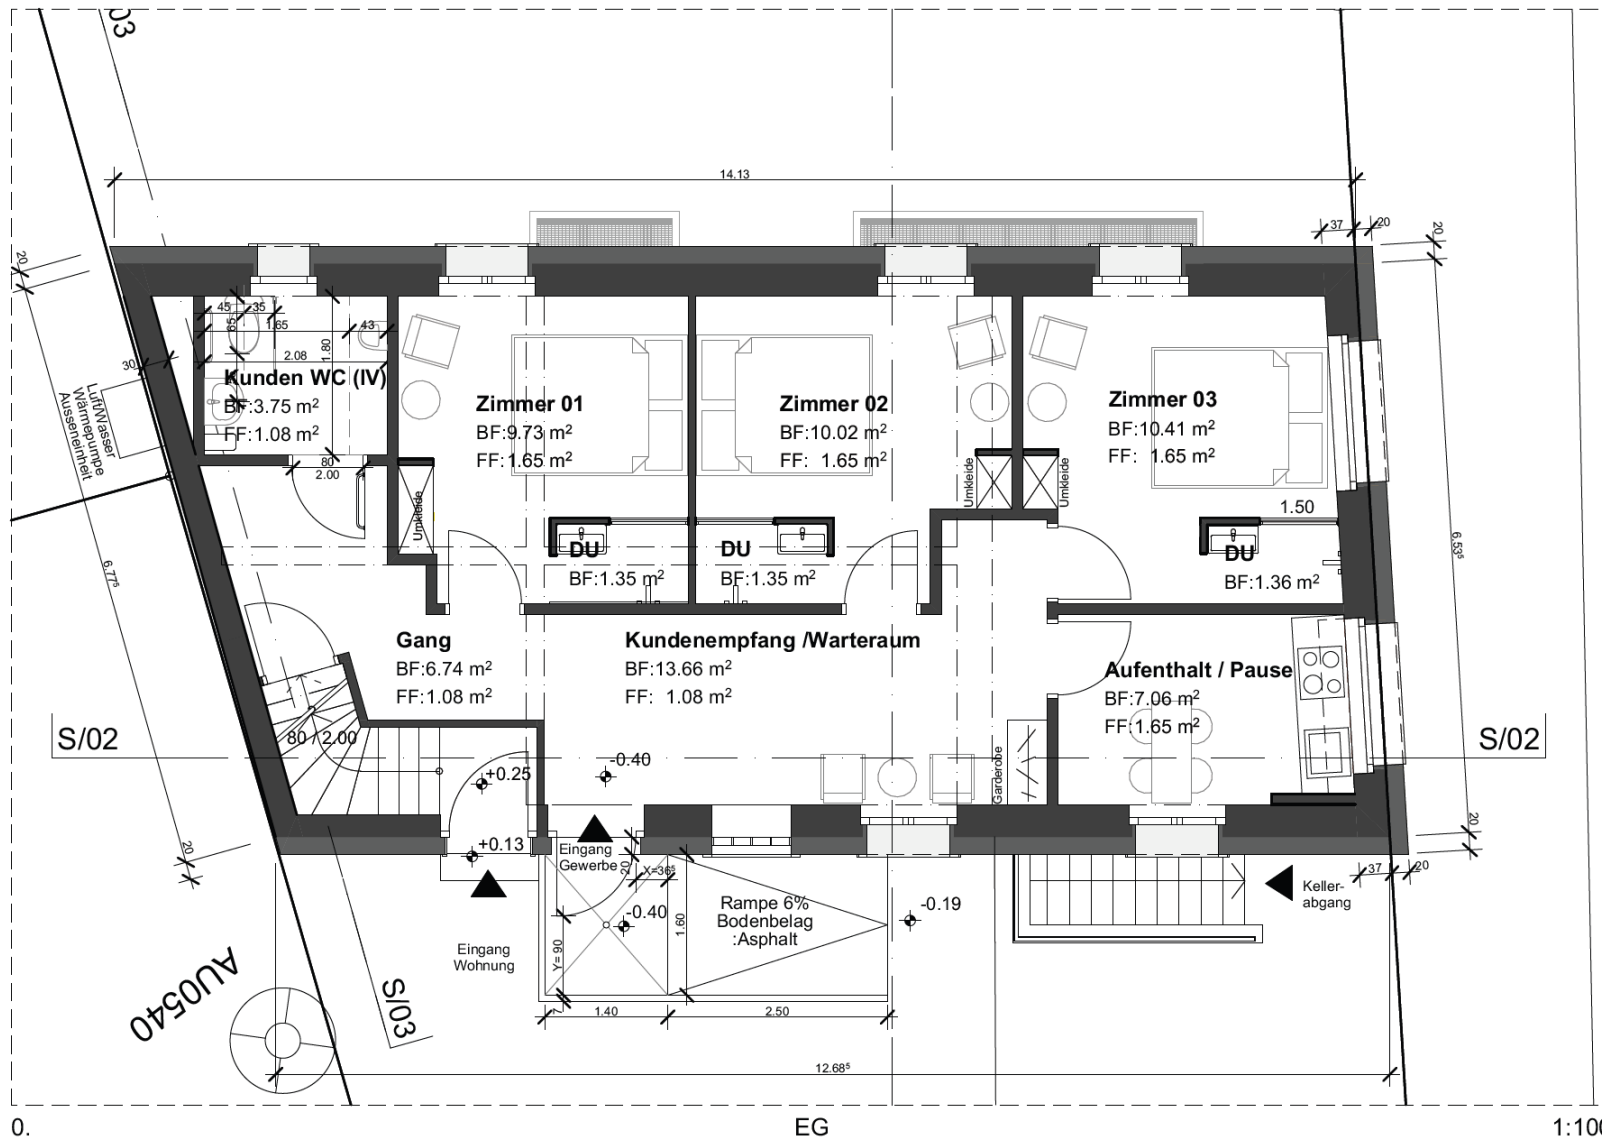 03
14.13
37
20
20
20
45
35
65
1.65
43
1.80
2.08
30
Kunden WC (IV)
BF:3.75 m²
FF:1.08 m²
Luft/Wasser
Wärmepumpe
Ausseneinheit
80
2.00
Zimmer 01
BF:9.73 m²
FF:1.65 m²
Zimmer 02
BF:10.02 m²
FF: 1.65 m²
Zimmer 03
BF:10.41 m²
FF: 1.65 m²
Umkleide
Umkleide
Umkleide
1.50
DU
BF:1.35 m²
DU
BF:1.35 m²
DU
BF:1.36 m²
6.77⁵
6.53⁵
Gang
BF:6.74 m²
FF:1.08 m²
Kundenempfang /Warteraum
BF:13.66 m²
FF: 1.08 m²
Aufenthalt / Pause
BF:7.06 m²
FF:1.65 m²
S/02
80 / 2.00
S/02
+0.25
-0.40
Garderobe
20
+0.13
Eingang
Gewerbe
20
X=36⁵
20
37
20
Keller-
abgang
-0.40
1.60
Rampe 6%
Bodenbelag
:Asphalt
-0.19
Eingang
Wohnung
Y= 90
7
1.40
2.50
AU0540
S/03
12.68⁵
0.
EG
1:100